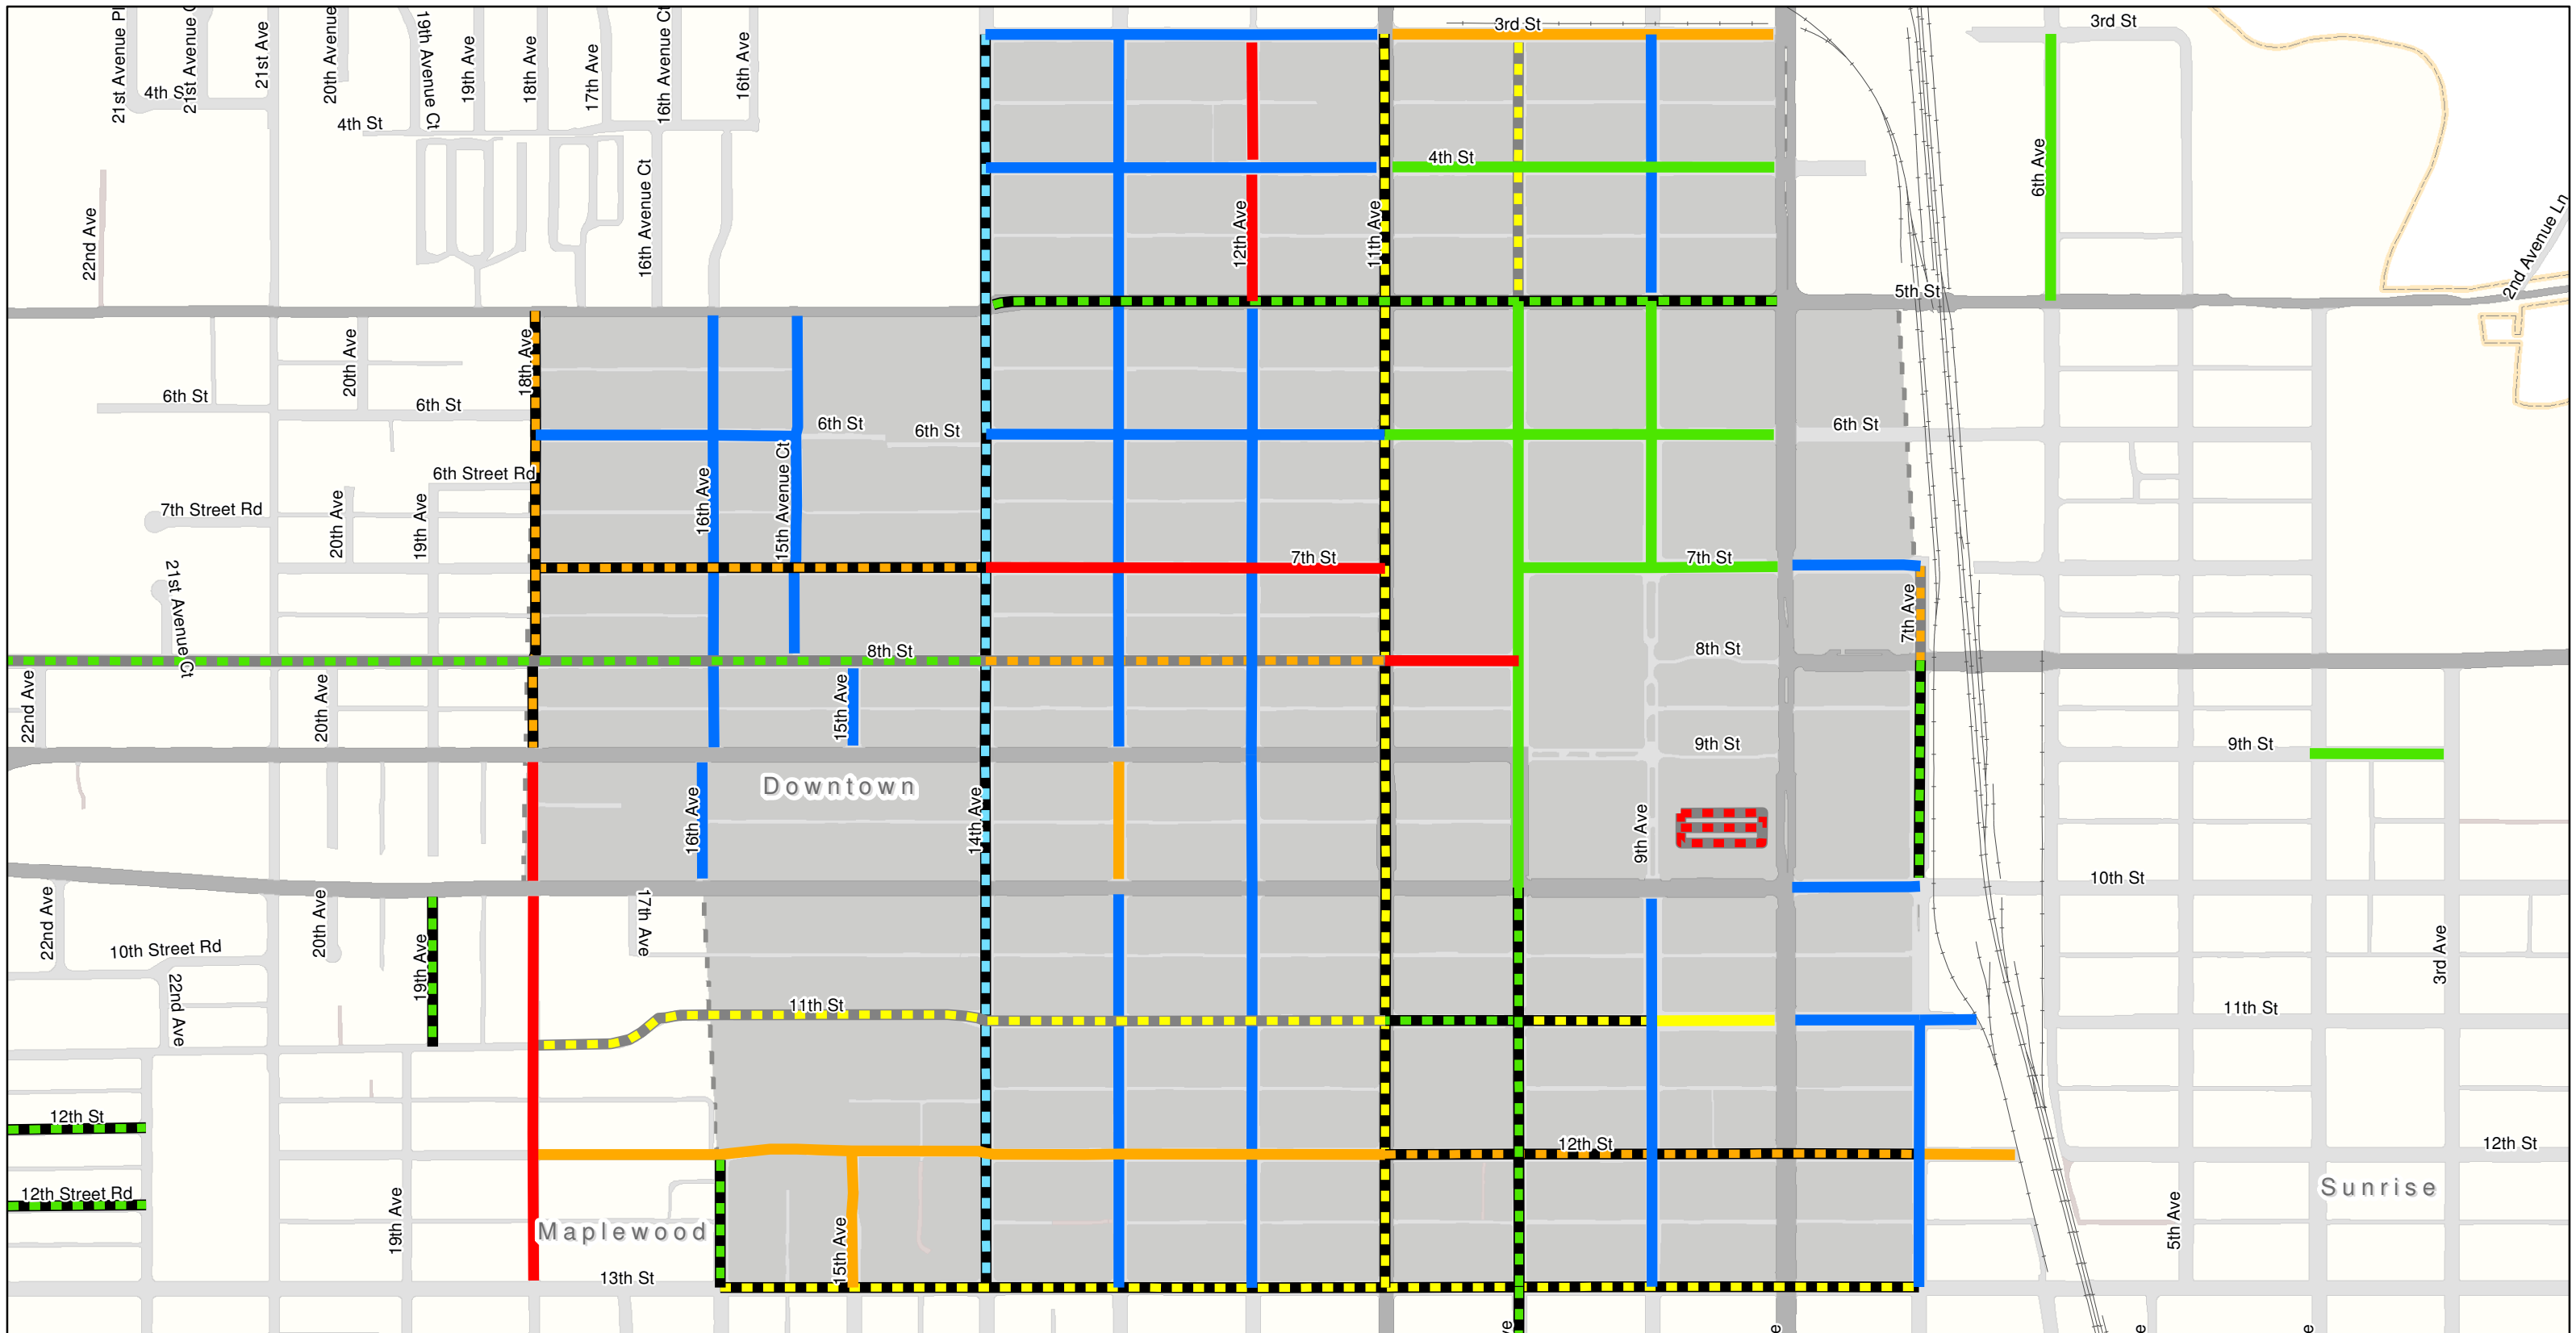 21st Avenue Pl
21st Avenue C
21st Ave
20th Avenue
19th Avenue Ct
19th Ave
18th Ave
17th Ave
16th Avenue Ct
16th Ave
3rd St
3rd St
4th S
4th St
4th St
22nd Ave
16th Avenue Ct
12th Ave
11th Ave
6th Ave
2nd Avenue Ln
5th St
20th Ave
18th Ave
6th St
6th St
6th St
6th St
6th St
6th Street Rd
7th Street Rd
20th Ave
19th Ave
16th Ave
15th Avenue Ct
7th St
7th St
21st Avenue Ct
7th Ave
8th St
8th St
22nd Ave
20th Ave
15th Ave
9th St
9th St
Downtown
16th Ave
14th Ave
9th Ave
10th St
22nd Ave
20th Ave
17th Ave
10th Street Rd
19th Ave
3rd Ave
22nd Ave
11th St
11th St
12th St
12th St
12th St
12th Street Rd
Sunrise
19th Ave
Maplewood
15th Ave
5th Ave
13th St
ve
e
e
e